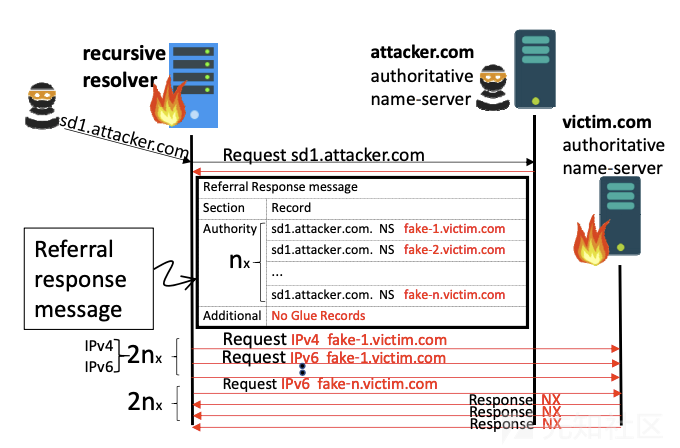 recursive
resolver
attacker.com
authoritative
name-server
victim.com
authoritative
name-server
sd1.attacker.com
Request sd1.attacker.com
Referral Response message
Section Record
Authority sd1.attacker.com. NS fake-1.victim.com
sd1.attacker.com. NS fake-2.victim.com
nx
...
sd1.attacker.com. NS fake-n.victim.com
Additional No Glue Records
Referral
response
message
IPv4
IPv6
2nx
Request IPv4 fake-1.victim.com
Request IPv6 fake-1.victim.com
Request IPv6 fake-n.victim.com
2nx
Response NX
Response NX
Response NX